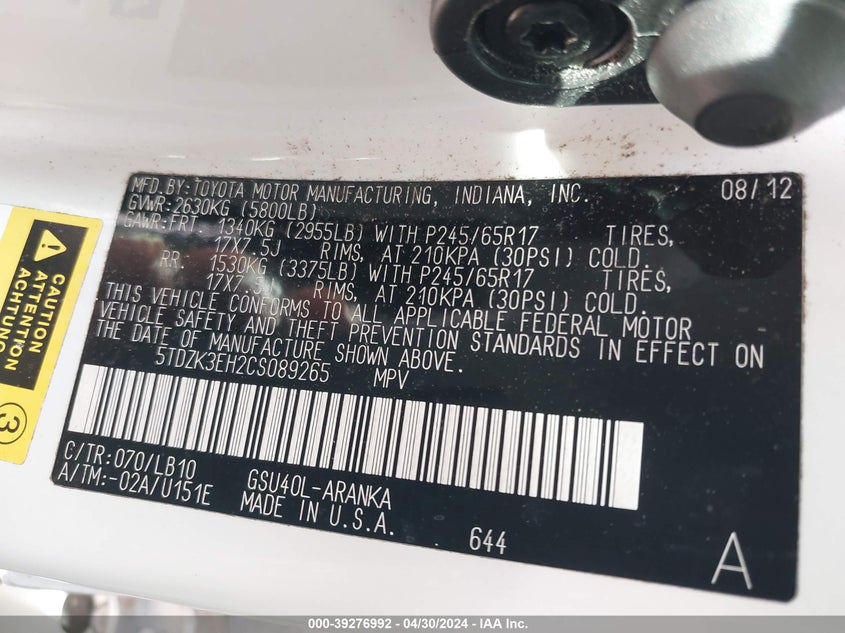 MFD.BY:TOYOTA MOTOR MANUFACTURING, INDIANA, INC. 08/12
GVWR:2630KG (5800LB)
GAWR:FRT. 1340KG (2955LB) WITH P245/65R17 TIRES,
17X7.5J RIMS, AT 210KPA (30PSI) COLD.
RR. 1530KG (3375LB) WITH P245/65R17 TIRES,
17X7.5J RIMS, AT 210KPA (30PSI) COLD.
THIS VEHICLE CONFORMS TO ALL APPLICABLE FEDERAL MOTOR
VEHICLE SAFETY AND THEFT PREVENTION STANDARDS IN EFFECT ON
THE DATE OF MANUFACTURE SHOWN ABOVE.
5TDZK3EH2CS089265 MPV
C/TR:070/LB10 GSU40L-ARANKA
A/TM:-02A/U151E MADE IN U.S.A.
644
A
CAUTION
ATTENTION
ACHTUNG
3
000-39276992 — 04/30/2024 — IAA Inc.